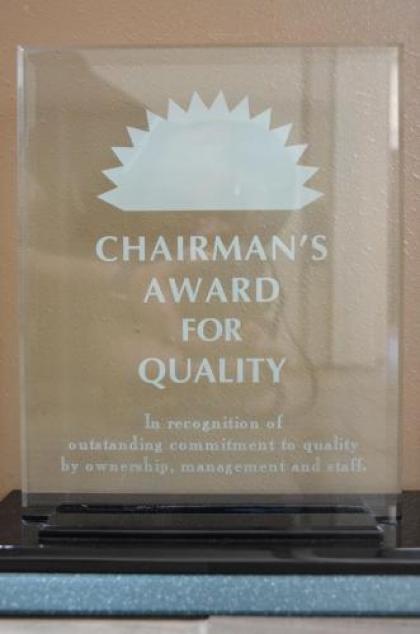 CHAIRMAN'S
AWARD
FOR
QUALITY
In recognition of
outstanding commitment to quality
by ownership, management and staff.